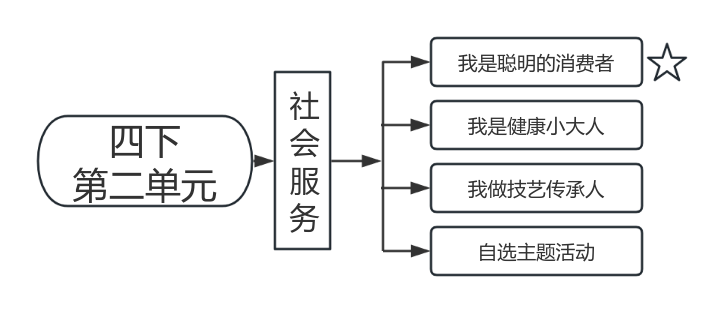 四下
第二单元
社会服务
我是聪明的消费者
我是健康小大人
我做技艺传承人
自选主题活动